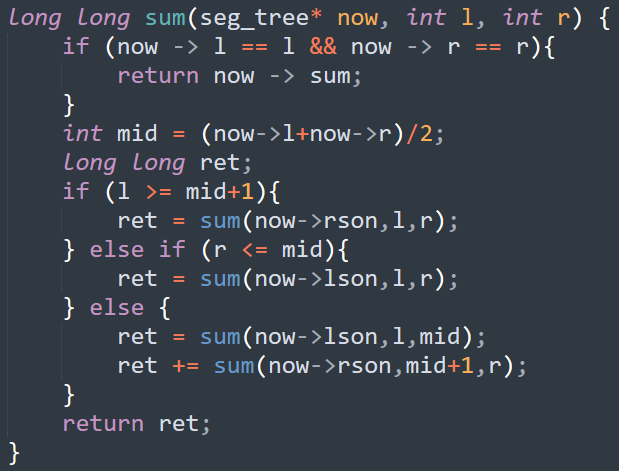 long long sum(seg_tree* now, int l, int r) {
    if (now -> l == l && now -> r == r){
        return now -> sum;
    }
    int mid = (now->l+now->r)/2;
    long long ret;
    if (l >= mid+1){
        ret = sum(now->rson,l,r);
    } else if (r <= mid){
        ret = sum(now->lson,l,r);
    } else {
        ret = sum(now->lson,l,mid);
        ret += sum(now->rson,mid+1,r);
    }
    return ret;
}